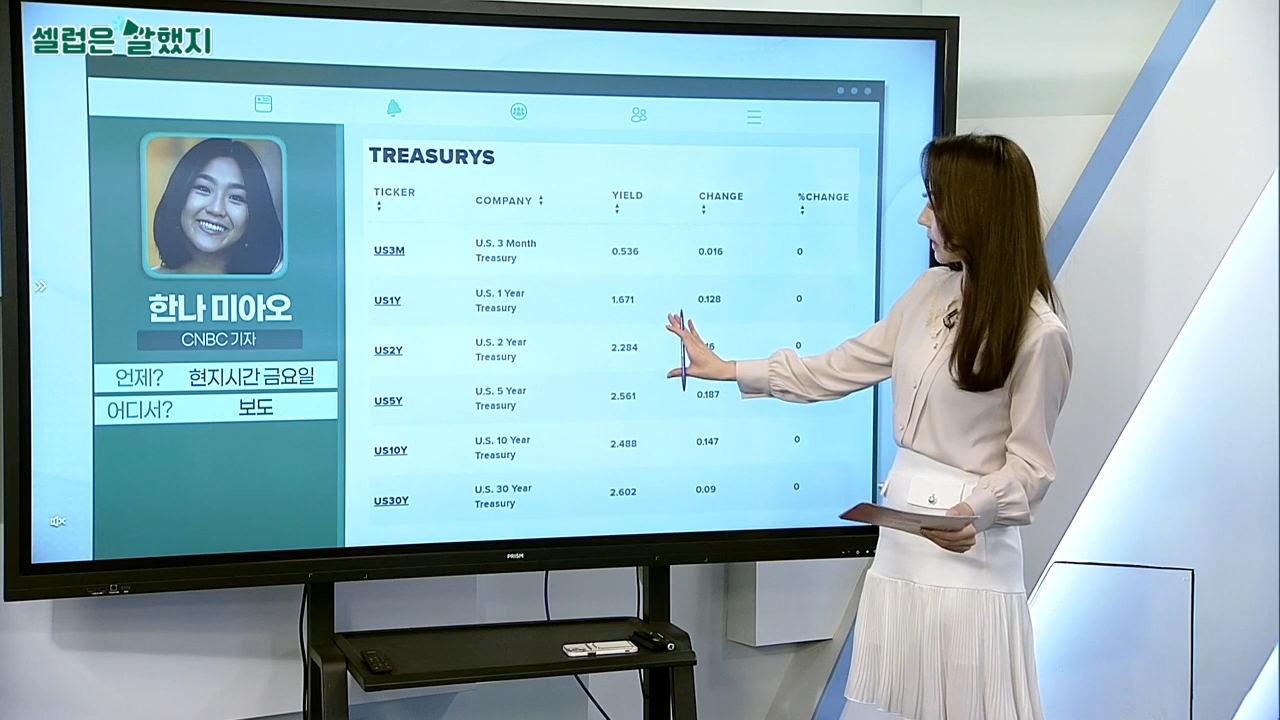 셀럽은 쌀했지
한나 미아오
CNBC 기자
언제? 현지시간 금요일
어디서? 보도
TREASURYS
TICKER COMPANY YIELD CHANGE %CHANGE
US3M U.S. 3 Month Treasury 0.536 0.016 0
US1Y U.S. 1 Year Treasury 1.671 0.128 0
US2Y U.S. 2 Year Treasury 2.284 0
US5Y U.S. 5 Year Treasury 2.561 0.187
US10Y U.S. 10 Year Treasury 2.488 0.147 0
US30Y U.S. 30 Year Treasury 2.602 0.09 0
PRISM